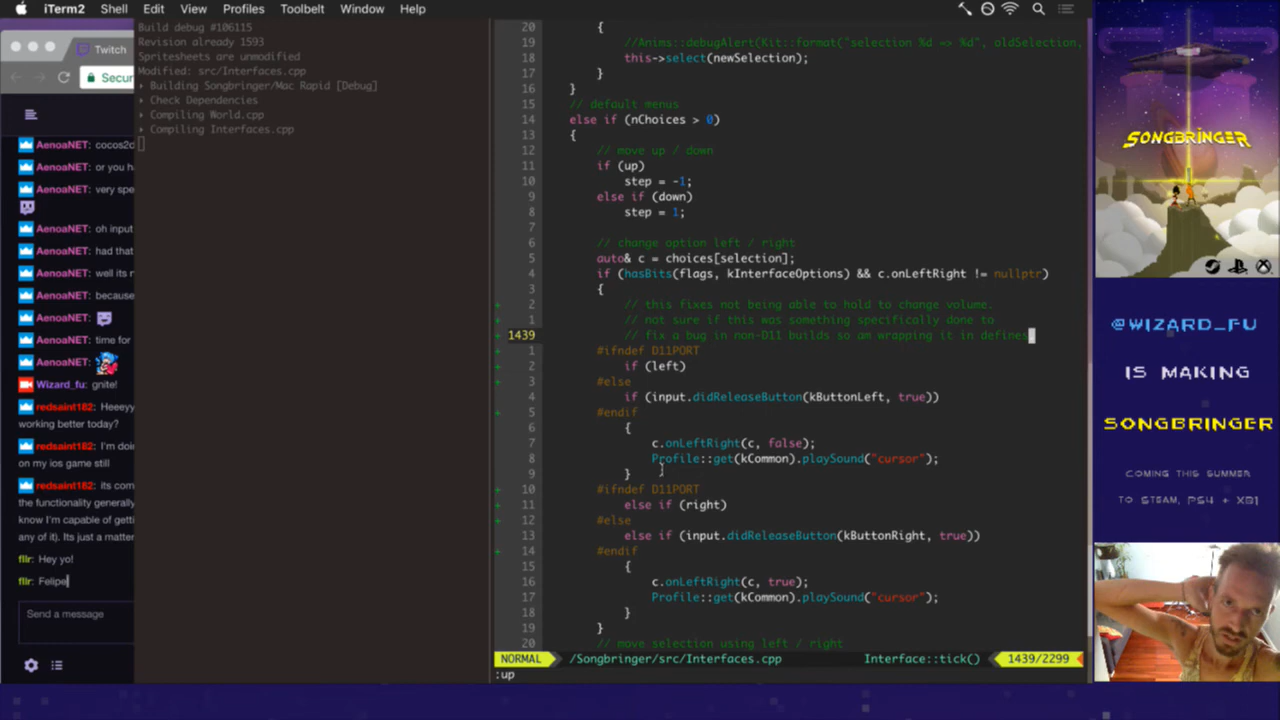 iTerm2 Shell Edit View Profiles Toolbelt Window Help
Twitch
Secur
AenoaNET: cocos2d
AenoaNET: or you ha
AenoaNET: very spe
AenoaNET: oh input
AenoaNET: had that
AenoaNET: well its n
AenoaNET: because
AenoaNET:
AenoaNET: time for
AenoaNET:
Wizard_fu: gnite!
redsaint182: Heeeyy
working better today?
redsaint182: I'm doi
on my ios game still
redsaint182: its com
the functionality generally
know I'm capable of getti
any of it). Its just a matter
fllr: Hey yo!
fllr: Felipe
Send a message
Build debug #106115
Revision already 1593
Spritesheets are unmodified
Modified: src/Interfaces.cpp
Building Songbringer/Mac Rapid [Debug]
Check Dependencies
Compiling World.cpp
Compiling Interfaces.cpp
20 {
19 //Anims::debugAlert(Kit::format("selection %d => %d", oldSelection,
18 this->select(newSelection);
17 }
16 }
15 // default menus
14 else if (nChoices > 0)
13 {
12 // move up / down
11 if (up)
10 step = -1;
9 else if (down)
8 step = 1;
7
6 // change option left / right
5 auto& c = choices[selection];
4 if (hasBits(flags, kInterfaceOptions) && c.onLeftRight != nullptr)
3 {
+ 2 // this fixes not being able to hold to change volume.
+ 1 // not sure if this was something specifically done to
+ 1439 // fix a bug in non-D11 builds so am wrapping it in defines.
+ 1 #ifndef D11PORT
+ 2 if (left)
+ 3 #else
4 if (input.didReleaseButton(kButtonLeft, true))
+ 5 #endif
6 {
7 c.onLeftRight(c, false);
8 Profile::get(kCommon).playSound("cursor");
9 }
+ 10 #ifndef D11PORT
+ 11 else if (right)
+ 12 #else
13 else if (input.didReleaseButton(kButtonRight, true))
+ 14 #endif
15 {
16 c.onLeftRight(c, true);
17 Profile::get(kCommon).playSound("cursor");
18 }
19 }
20 // move selection using left / right
NORMAL /Songbringer/src/Interfaces.cpp Interface::tick() 1439/2299
:up
SONGBRINGER
@WIZARD_FU
IS MAKING
SONGBRINGER
COMING THIS SUMMER
TO STEAM, PS4 + XB1